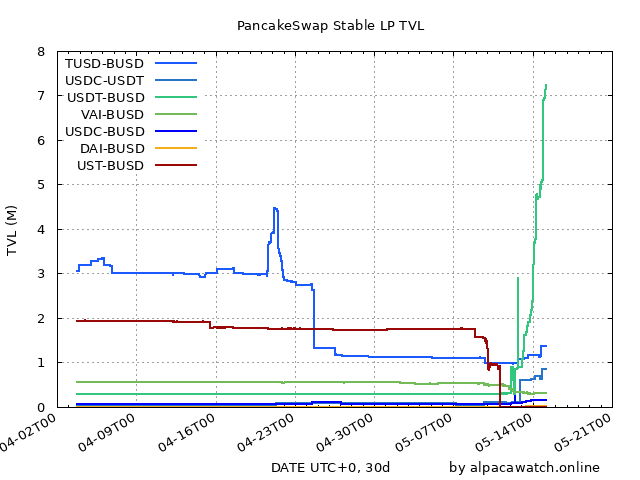 PancakeSwap Stable LP TVL
TVL (M)
8
7
6
5
4
3
2
1
0
TUSD-BUSD
USDC-USDT
USDT-BUSD
VAI-BUSD
USDC-BUSD
DAI-BUSD
UST-BUSD
04-02T00
04-09T00
04-16T00
04-23T00
04-30T00
05-07T00
05-14T00
05-21T00
DATE UTC+0, 30d
by alpacawatch.online